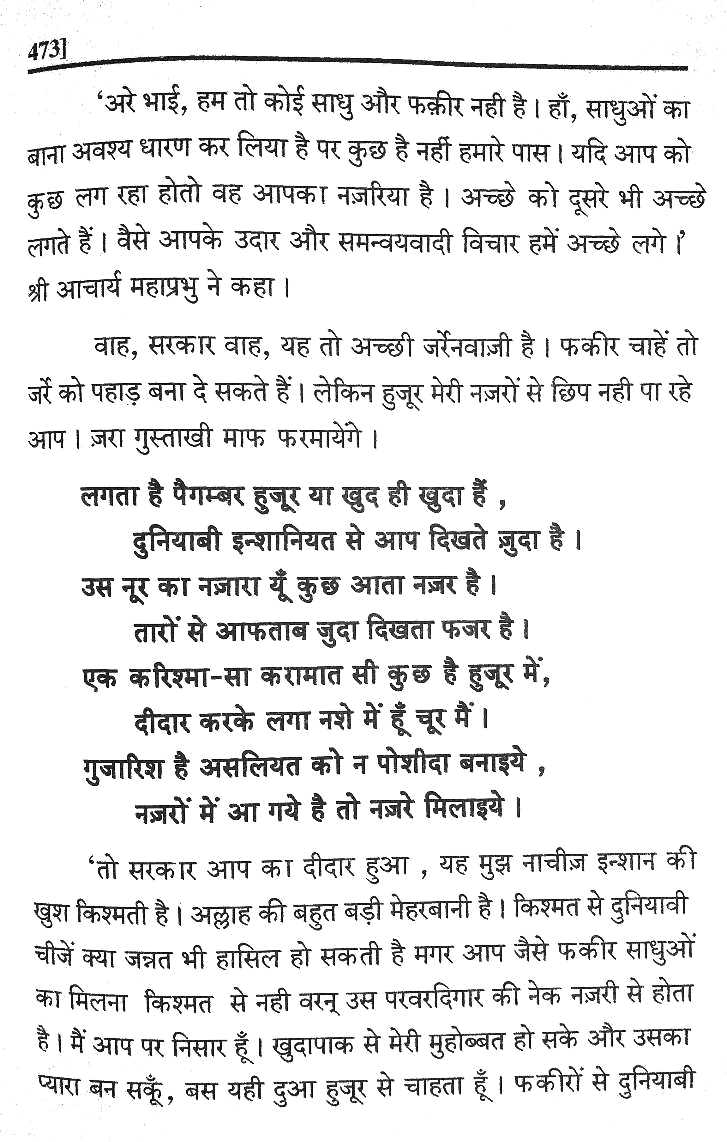 473]
‘अरे भाई, हम तो कोई साधु और फक़ीर नही है। हाँ, साधुओं का
बाना अवश्य धारण कर लिया है पर कुछ है नहीं हमारे पास। यदि आप को
कुछ लग रहा होतो वह आपका नज़रिया है। अच्छे को दूसरे भी अच्छे
लगते हैं। वैसे आपके उदार और समन्वयवादी विचार हमें अच्छे लगे।’
श्री आचार्य महाप्रभु ने कहा।
वाह, सरकार वाह, यह तो अच्छी जर्रेनवाज़ी है। फकीर चाहें तो
जर्रे को पहाड़ बना दे सकते हैं। लेकिन हुजूर मेरी नज़रों से छिप नही पा रहे
आप। ज़रा गुस्ताखी माफ फरमायेंगे।
लगता है पैगम्बर हुजूर या खुद ही खुदा हैं ,
दुनियाबी इन्शानियत से आप दिखते ज़ुदा है।
उस नूर का नज़ारा यूँ कुछ आता नज़र है।
तारों से आफताब जुदा दिखता फजर है।
एक करिश्मा-सा करामात सी कुछ है हुजूर में,
दीदार करके लगा नशे में हूँ चूर मैं।
गुजारिश है असलियत को न पोशीदा बनाइये ,
नज़रों में आ गये है तो नज़रे मिलाइये।
‘तो सरकार आप का दीदार हुआ , यह मुझ नाचीज़ इन्शान की
खुश किश्मती है। अल्लाह की बहुत बड़ी मेहरबानी है। किश्मत से दुनियावी
चीजें क्या जन्नत भी हासिल हो सकती है मगर आप जैसे फकीर साधुओं
का मिलना किश्मत से नही वरन् उस परवरदिगार की नेक नज़री से होता
है। मैं आप पर निसार हूँ। खुदापाक से मेरी मुहोब्बत हो सके और उसका
प्यारा बन सकूँ, बस यही दुआ हुजूर से चाहता हूँ। फकीरों से दुनियाबी